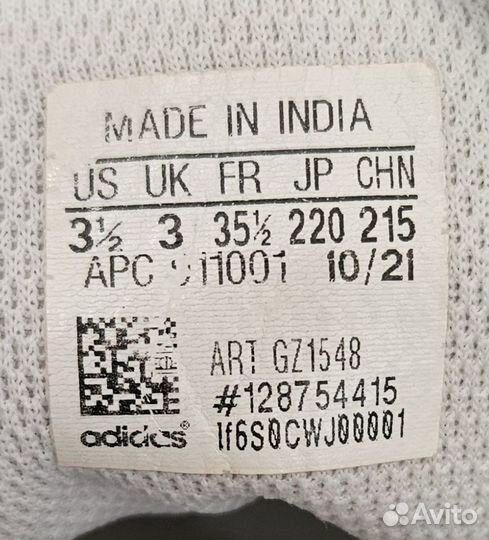 MADE IN INDIA
US UK FR JP CHN
3½ 3 35½ 220 215
APC 10/21
ART GZ1548
#128754415
adidas® If6S0CWJ00001
Avito